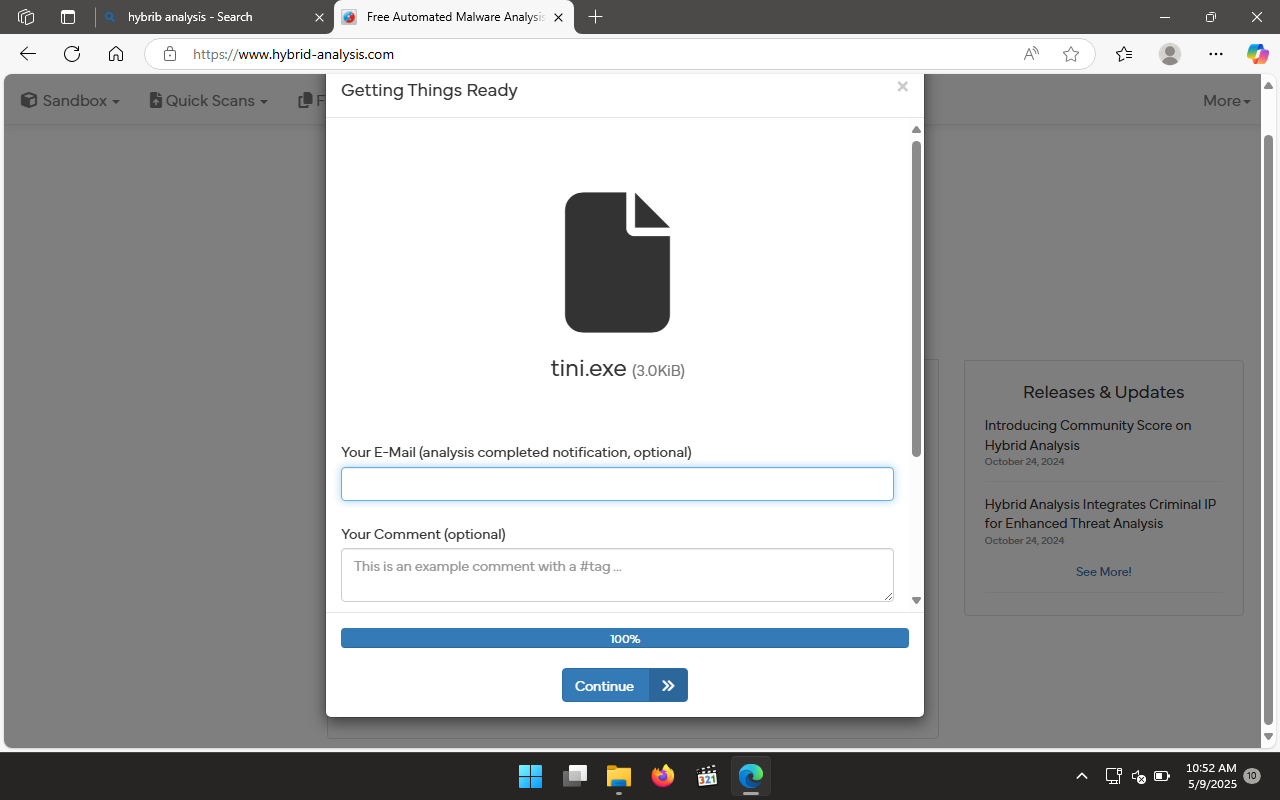 hybrib analysis - Search
Free Automated Malware Analysis
https://www.hybrid-analysis.com
Getting Things Ready
Sandbox
Quick Scans
F
More
tini.exe (3.0KiB)
Your E-Mail (analysis completed notification, optional)
Your Comment (optional)
This is an example comment with a #tag ...
100%
Continue
Releases & Updates
Introducing Community Score on
Hybrid Analysis
October 24, 2024
Hybrid Analysis Integrates Criminal IP
for Enhanced Threat Analysis
October 24, 2024
See More!
321
10:52 AM
5/9/2025
10